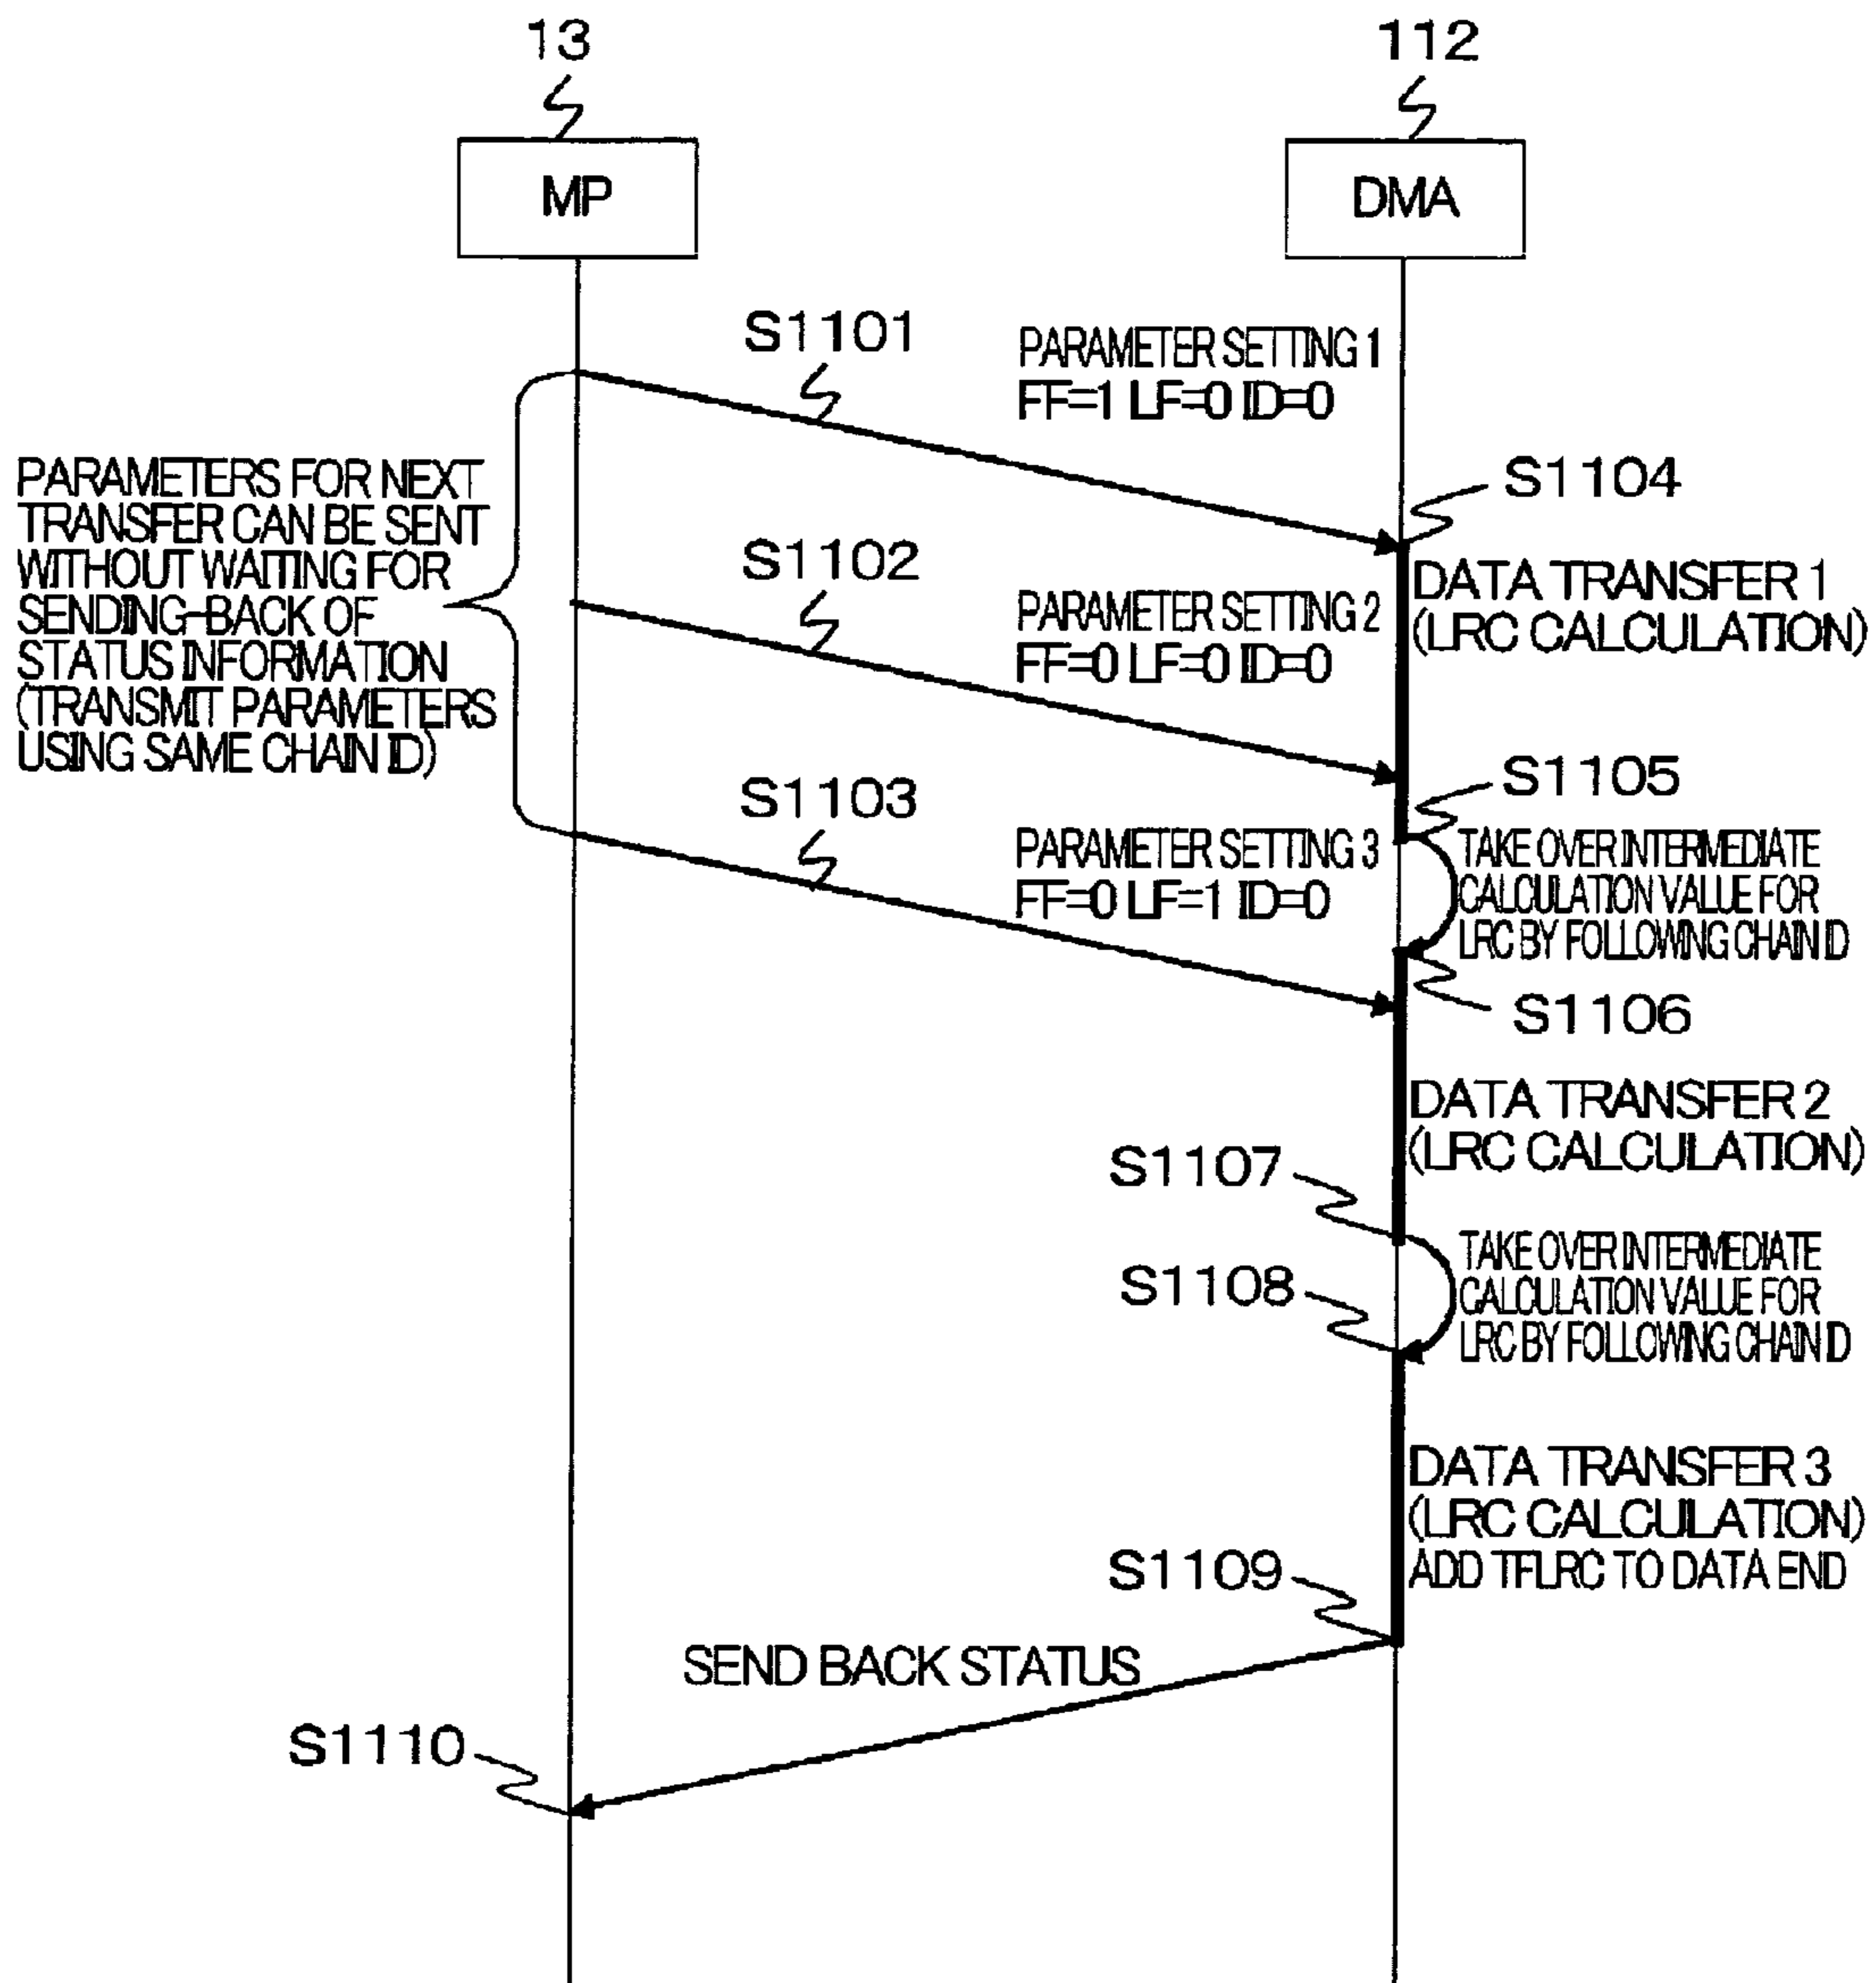 13
112
MP
DMA
S1101
PARAMETER SETTING 1
FF=1 LF=0 ID=0
PARAMETERS FOR NEXT
TRANSFER CAN BE SENT
WITHOUT WAITING FOR
SENDING-BACK OF
STATUS INFORMATION
(TRANSMIT PARAMETERS
USING SAME CHAIN ID)
S1104
DATA TRANSFER 1
(LRC CALCULATION)
S1102
PARAMETER SETTING 2
FF=0 LF=0 ID=0
S1105
TAKE OVER INTERMEDIATE
CALCULATION VALUE FOR
LRC BY FOLLOWING CHAIN ID
S1103
PARAMETER SETTING 3
FF=0 LF=1 ID=0
S1106
DATA TRANSFER 2
(LRC CALCULATION)
S1107
TAKE OVER INTERMEDIATE
CALCULATION VALUE FOR
LRC BY FOLLOWING CHAIN ID
S1108
DATA TRANSFER 3
(LRC CALCULATION)
ADD TFLRC TO DATA END
S1109
SEND BACK STATUS
S1110